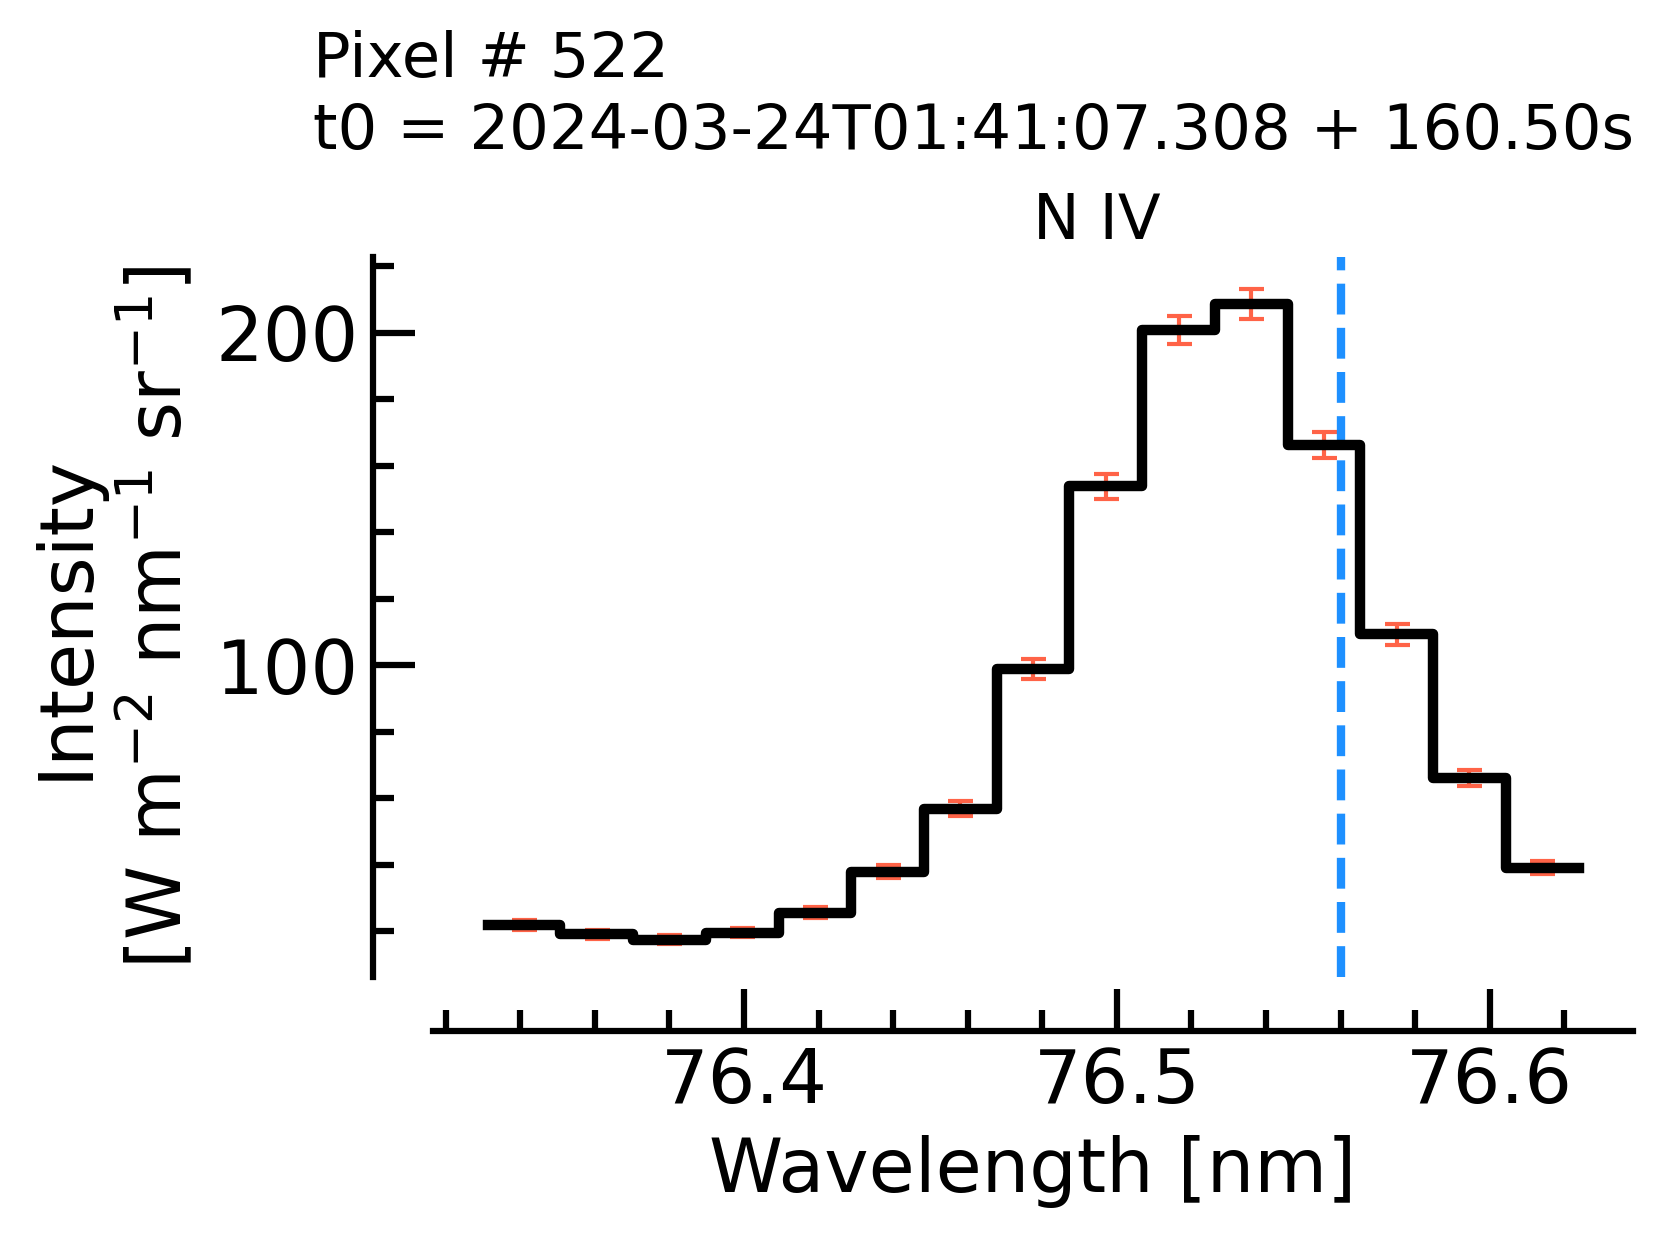 Pixel # 522
t0 = 2024-03-24T01:41:07.308 + 160.50s
N IV
Intensity
[W m⁻² nm⁻¹ sr⁻¹]
200
100
76.4 76.5 76.6
Wavelength [nm]